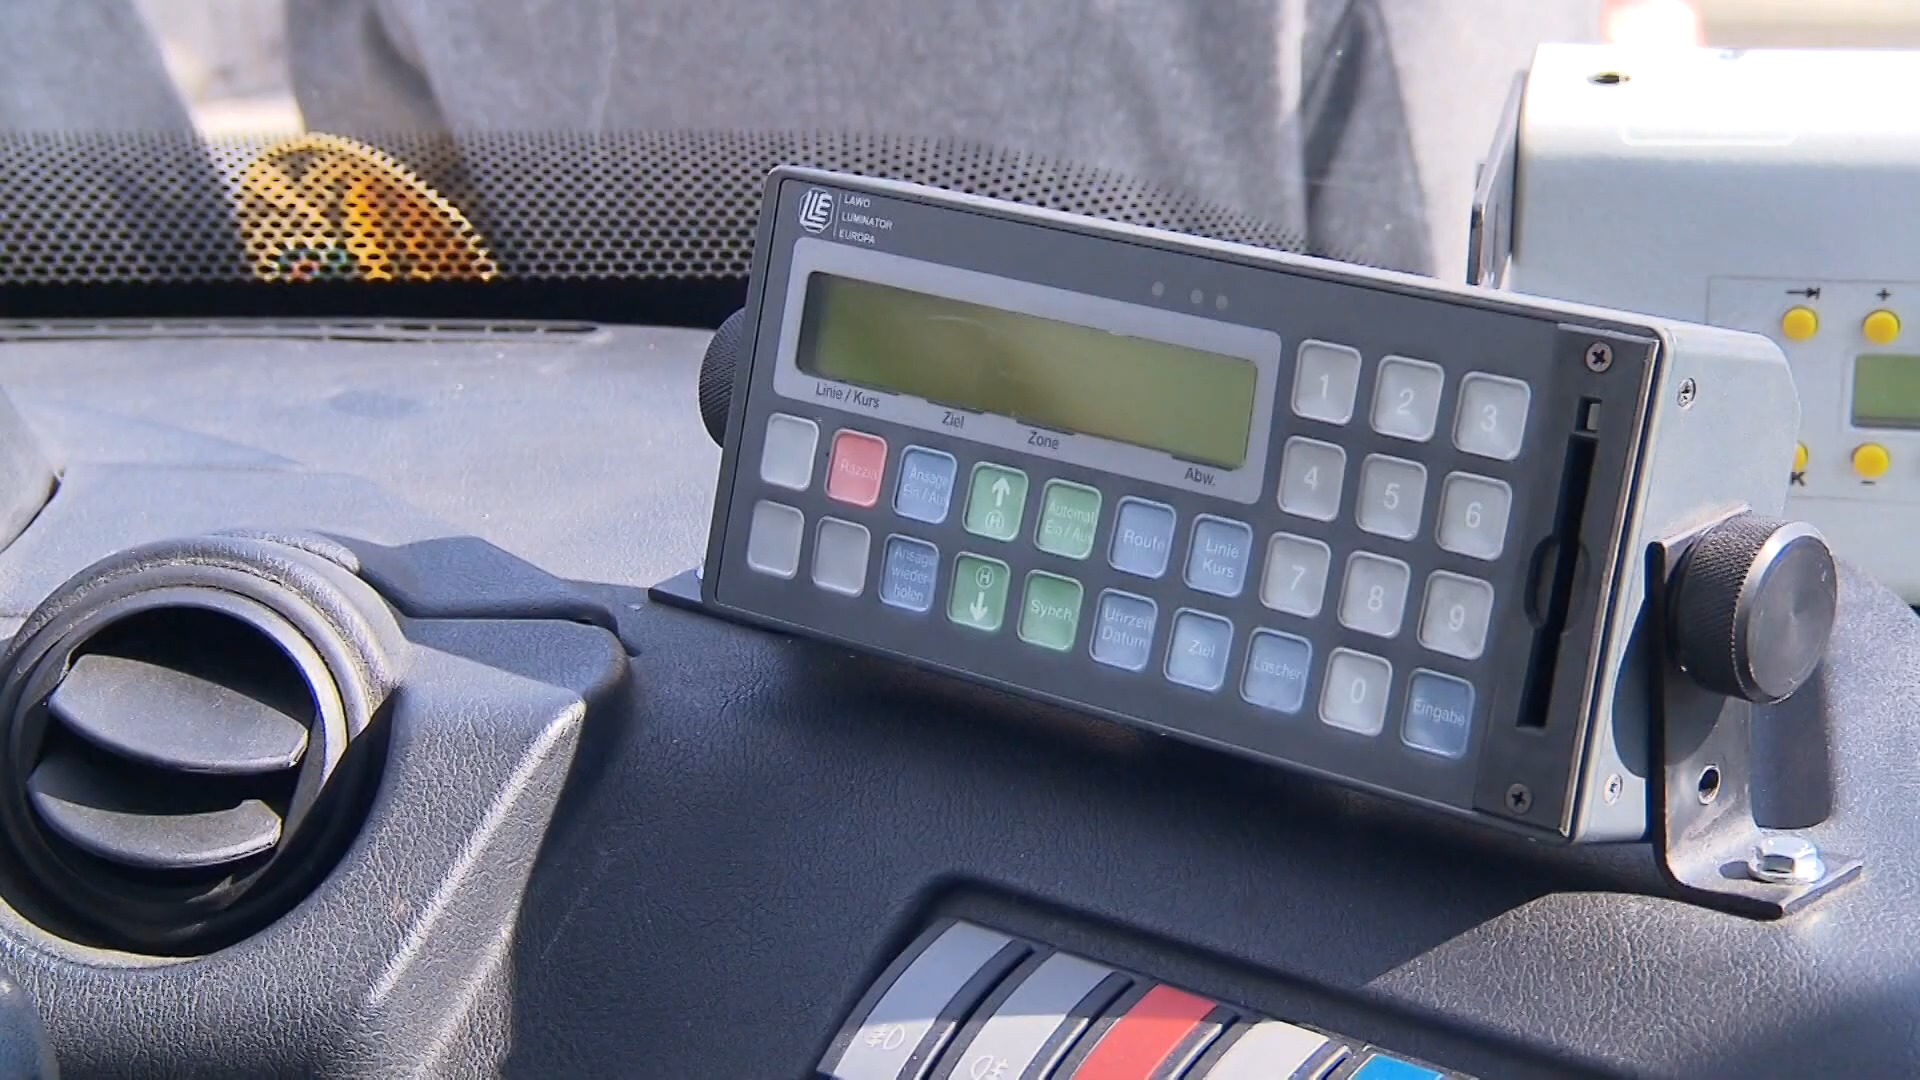 LLE
LAWO
LUMINATOR
EUROPA
Linie / Kurs
Ziel
Zone
Abw.
Razzia
Ansage
Ein / Aus
H
Automat
Ein / Aus
Route
Linie
Kurs
Ansage
wieder-
holen
H
Synch.
Uhrzeit
Datum
Ziel
Löschen
1 2 3
4 5 6
7 8 9
0
Eingabe
+
K -